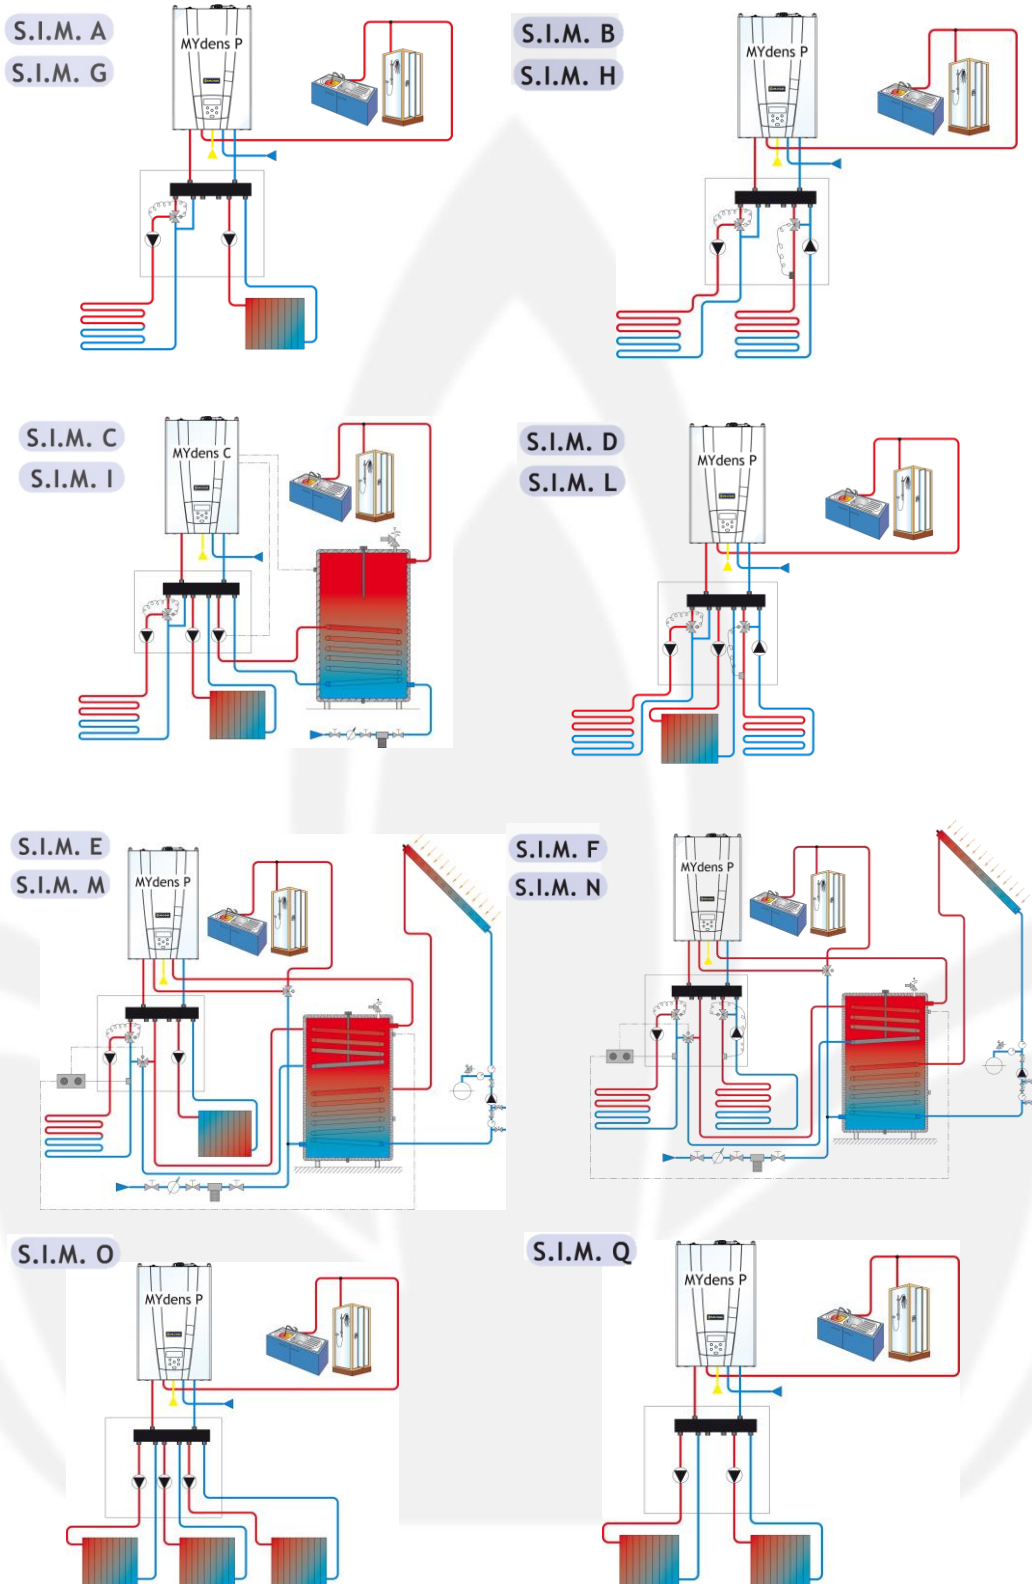 S.I.M. A
S.I.M. G
MYdens P
S.I.M. B
S.I.M. H
MYdens P
S.I.M. C
S.I.M. I
MYdens C
S.I.M. D
S.I.M. L
MYdens P
S.I.M. E
S.I.M. M
MYdens P
S.I.M. F
S.I.M. N
MYdens P
S.I.M. O
MYdens P
S.I.M. Q
MYdens P